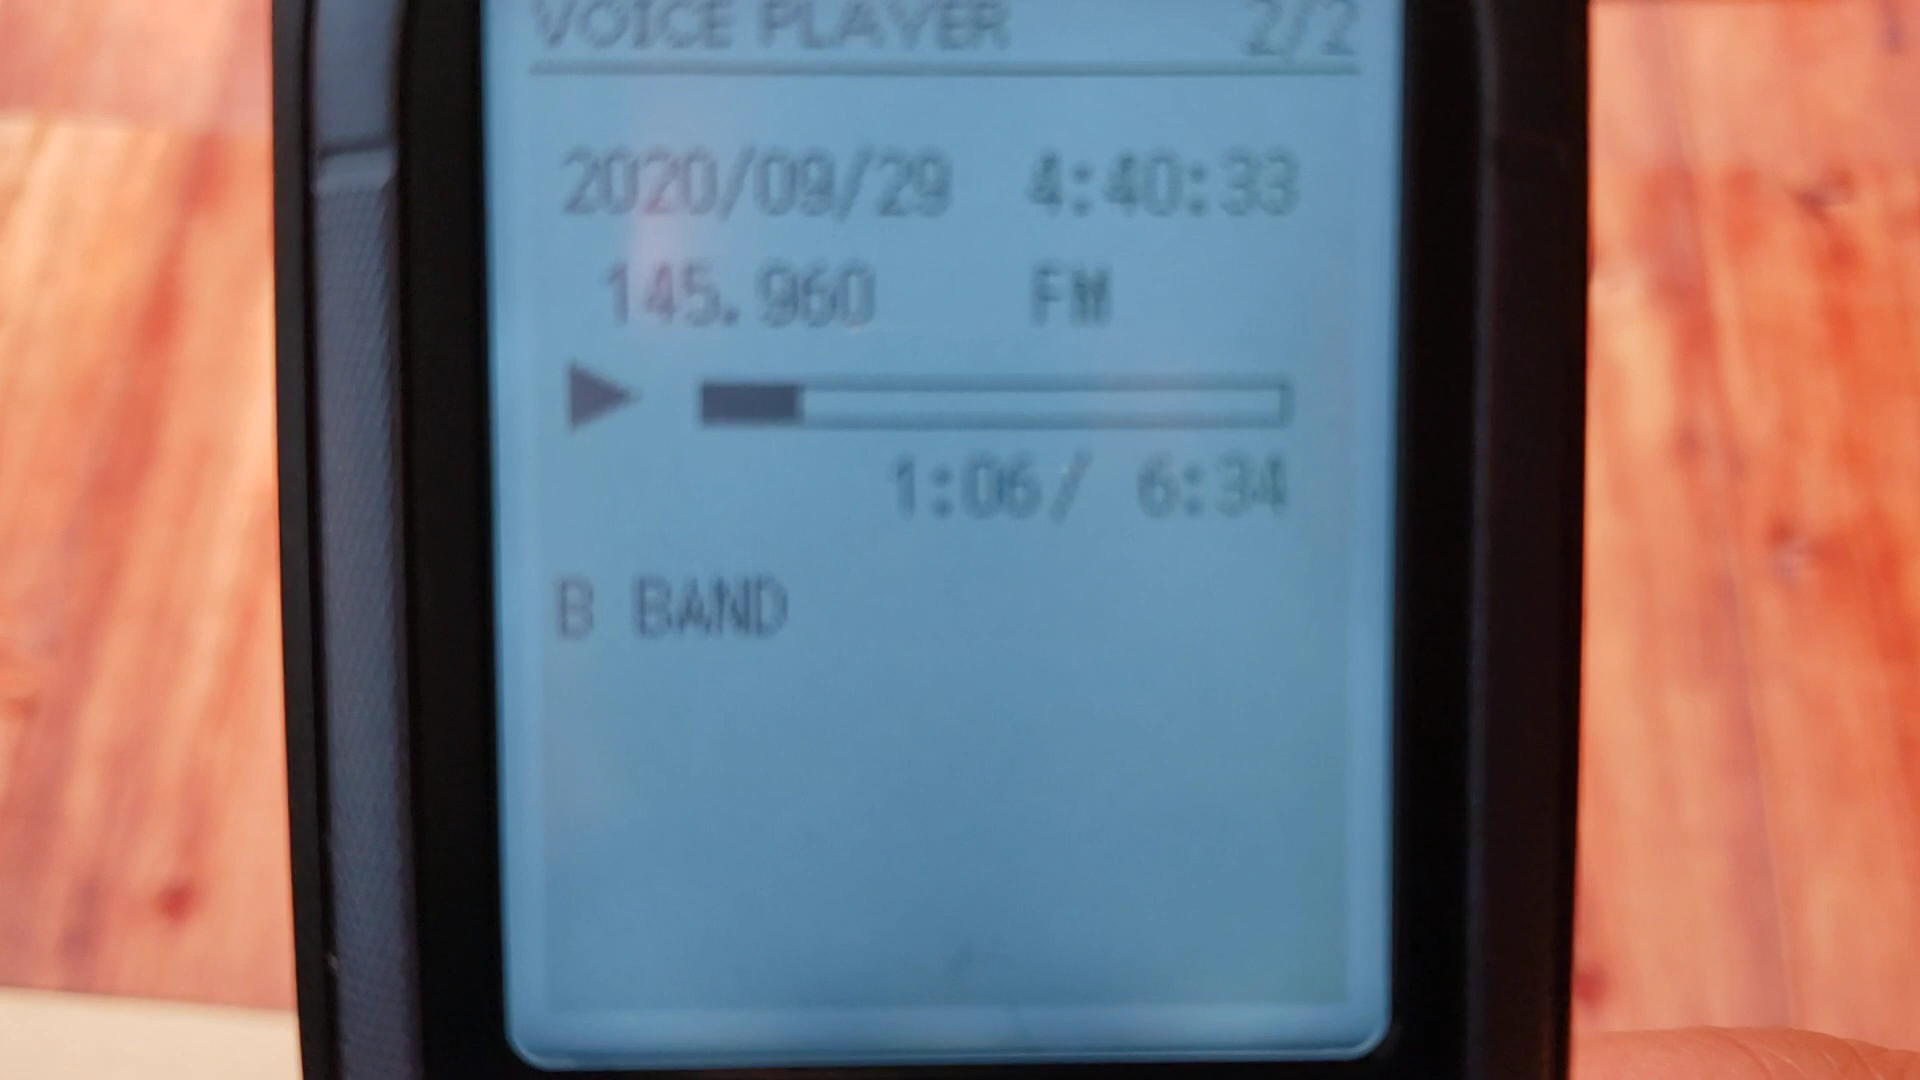 VOICE PLAYER 2/2
2020/09/29 4:40:33
145.960 FM
1:06/ 6:34
B BAND